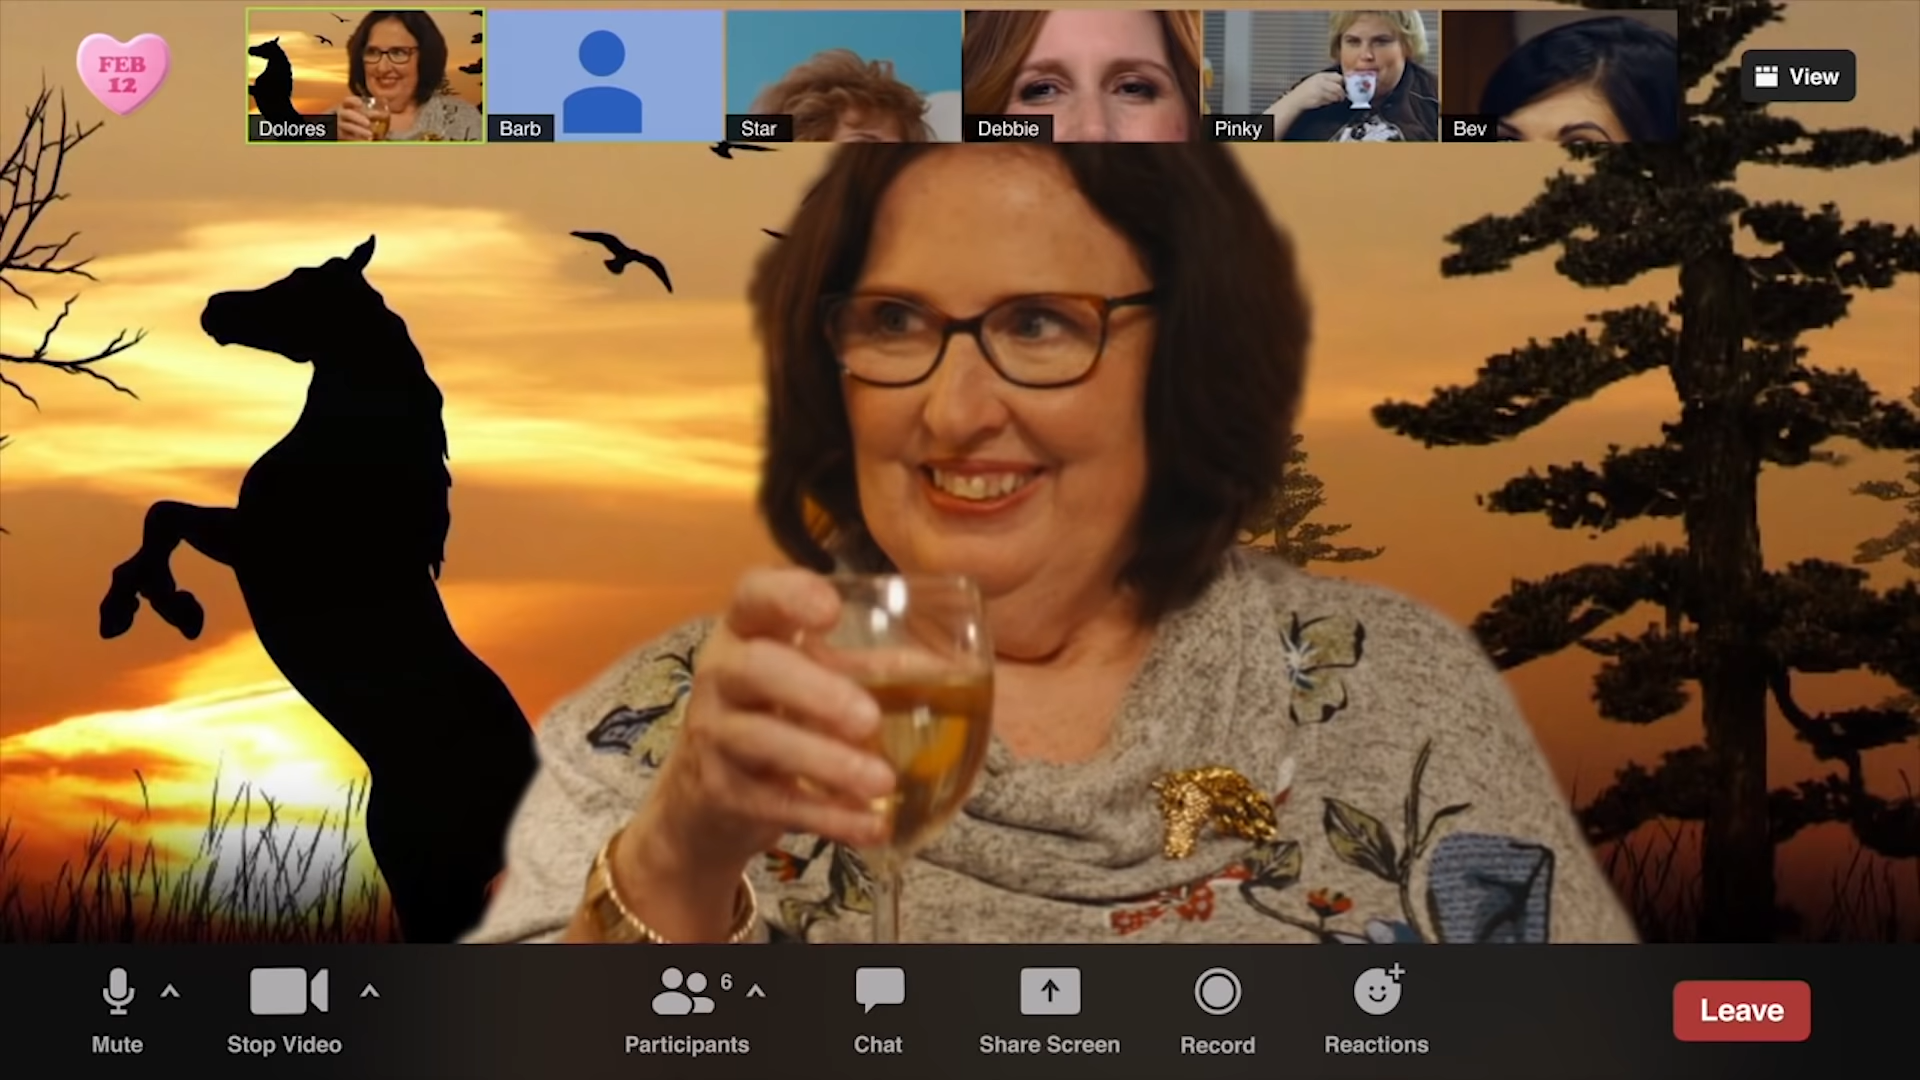 FEB
12
Dolores
Barb
Star
Debbie
Pinky
Bev
View
6
Mute
Stop Video
Participants
Chat
Share Screen
Record
Reactions
Leave